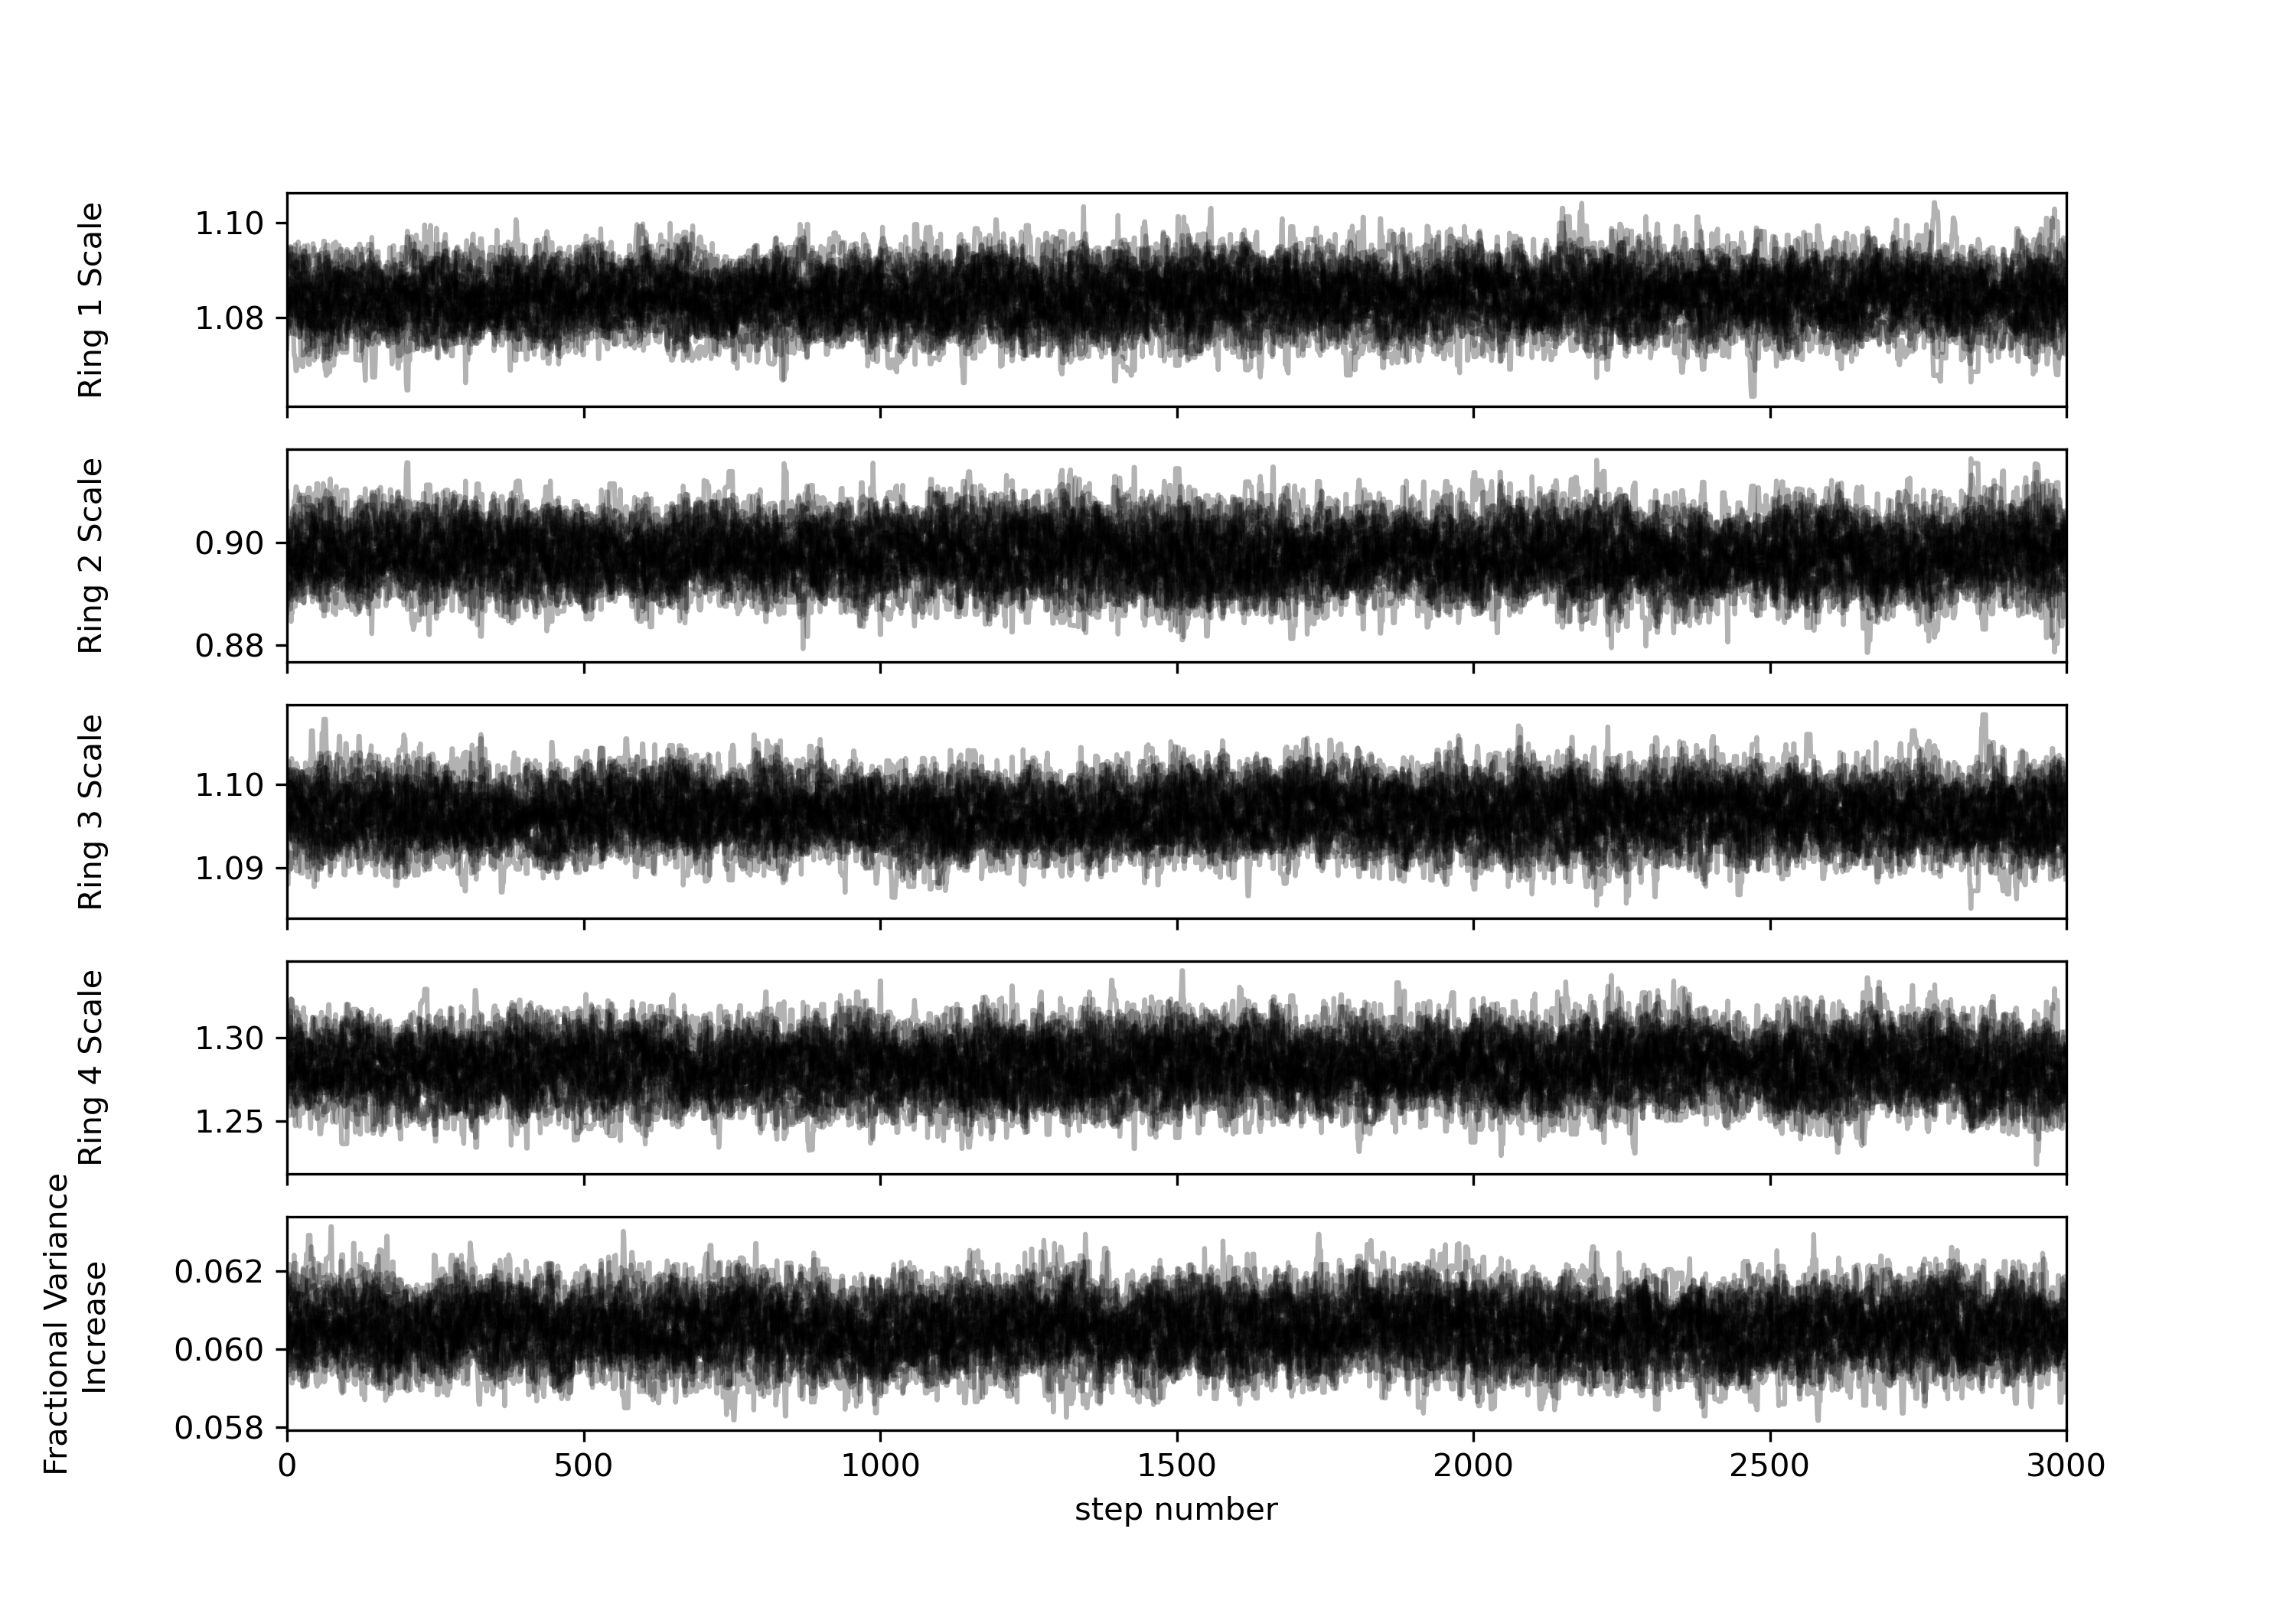 Ring 1 Scale
1.10
1.08
Ring 2 Scale
0.90
0.88
Ring 3 Scale
1.10
1.09
Ring 4 Scale
1.30
1.25
Fractional Variance
Increase
0.062
0.060
0.058
0 500 1000 1500 2000 2500 3000
step number